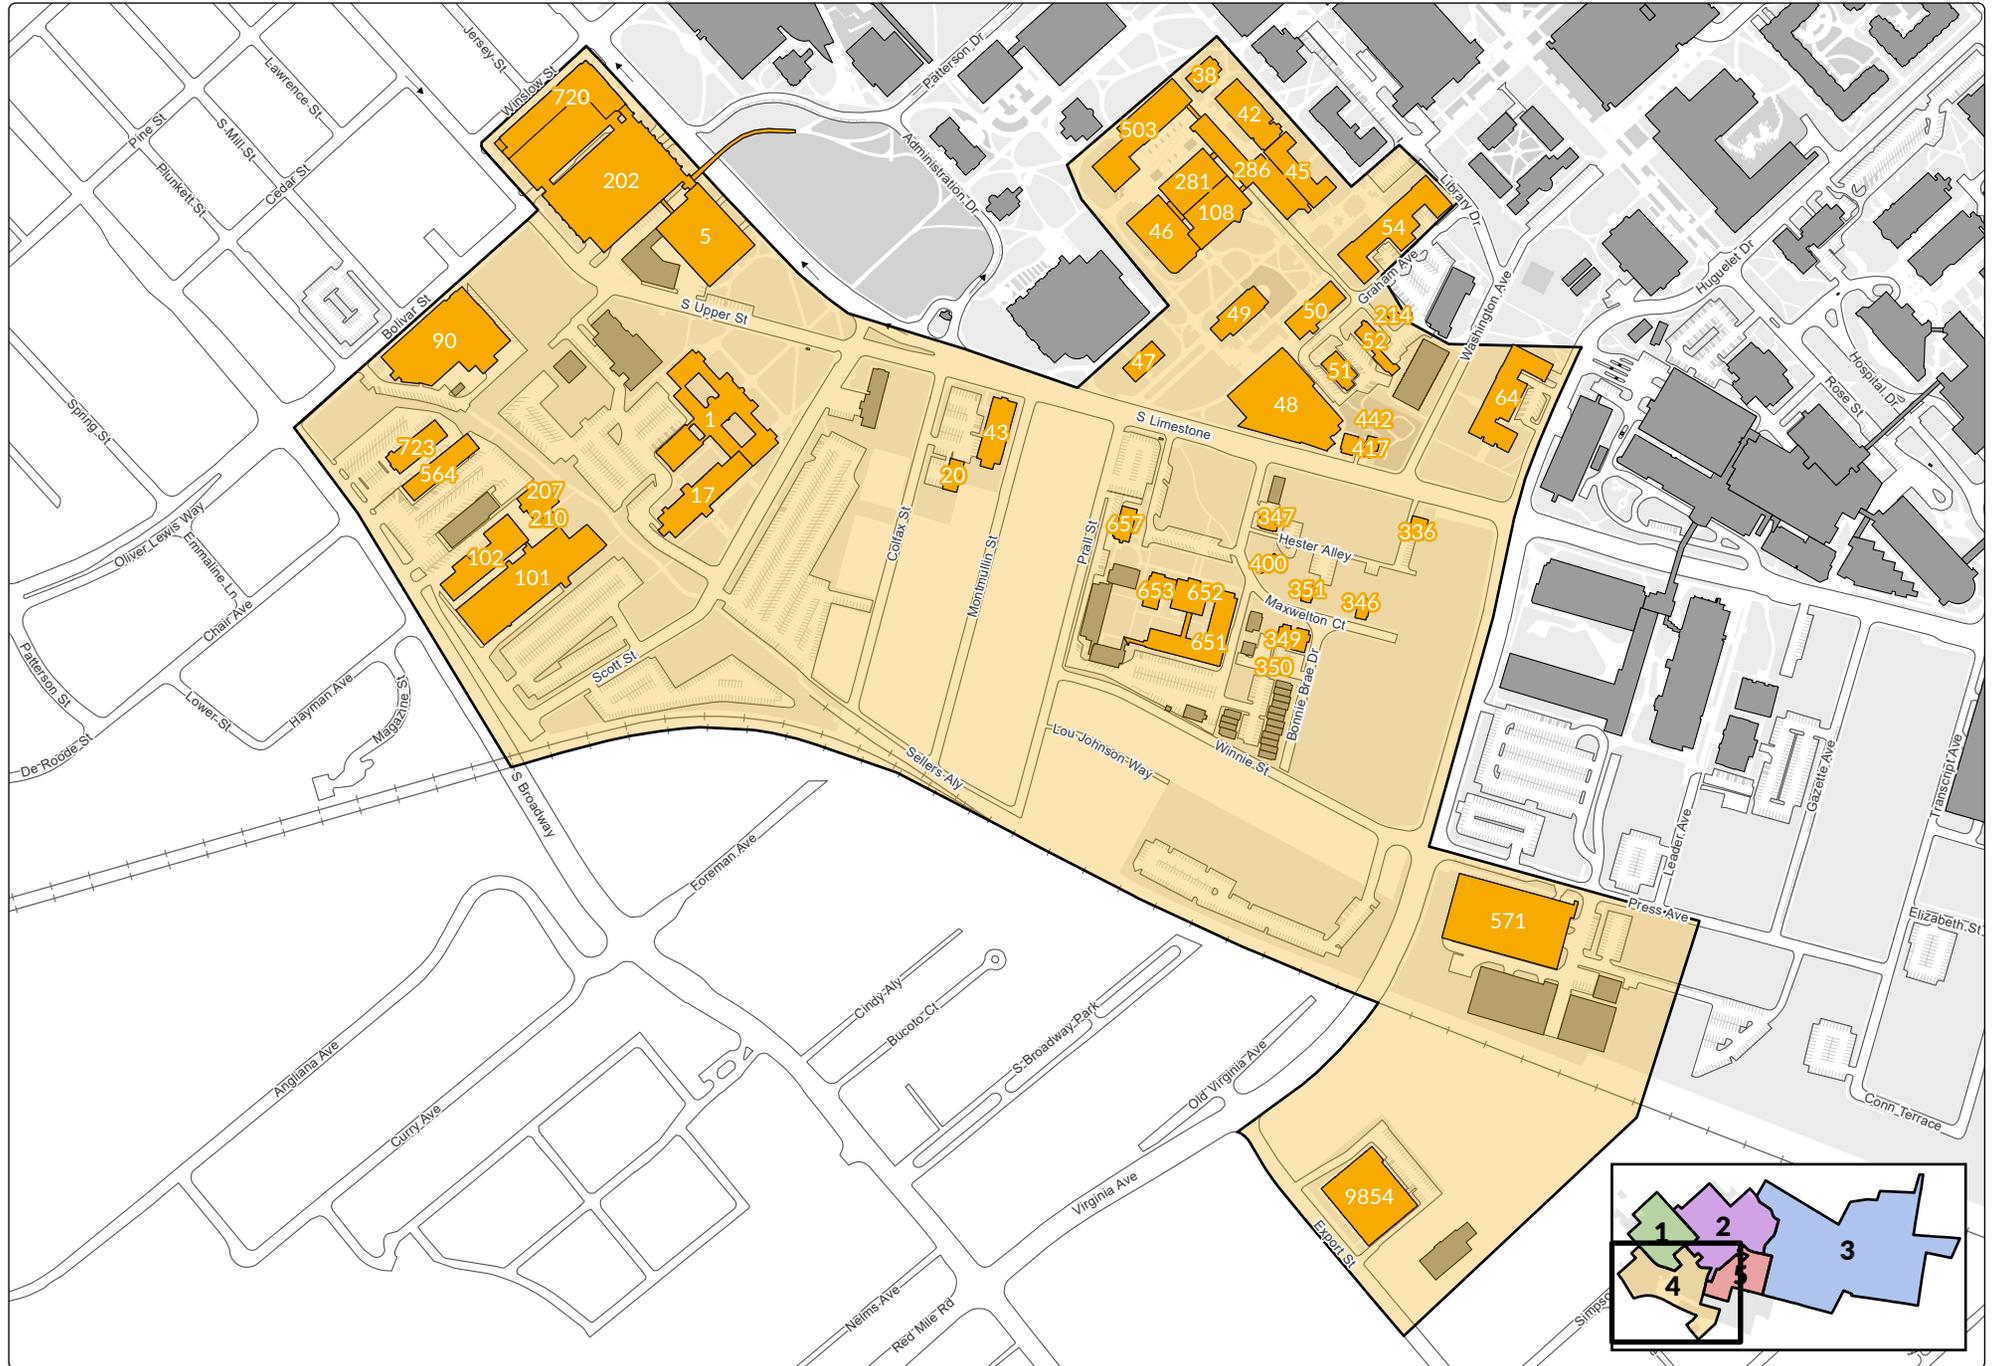 Jersey St
Patterson Dr
Winslow St
720
38
Lawrence St
42
503
Pine St
S Mill St
Administration Dr
286
45
Library Dr
202
281
Plunkett St
Cedar St
108
54
46
5
Huguelet Dr
Graham Ave
Bolivar St
S Upper St
49
50
214
Washington Ave
90
52
47
51
Hospital Dr
Rose St
Spring St
1
48
64
S Limestone
442
43
417
723
564
20
207
17
210
657
347
336
Oliver Lewis Way
Colfax St
Prall St
Hester Alley
Emmaline Ln
102
400
101
Montmullin St
653
652
351
346
Chair Ave
Maxwelton Ct
651
349
350
Patterson St
Scott St
Bonnie Brae Dr
Lower St
Hayman Ave
Magazine St
De Roode St
Lou Johnson Way
Winnie St
Sellers Aly
Gazette Ave
Transcript Ave
S Broadway
Leader Ave
Foreman Ave
571
Press Ave
Elizabeth St
Cindy Aly
Bucoto Ct
S Broadway Park
Angliana Ave
Old Virginia Ave
Curry Ave
Conn Terrace
Virginia Ave
9854
Export St
1
2
3
4
5
Nelms Ave
Red Mile Rd